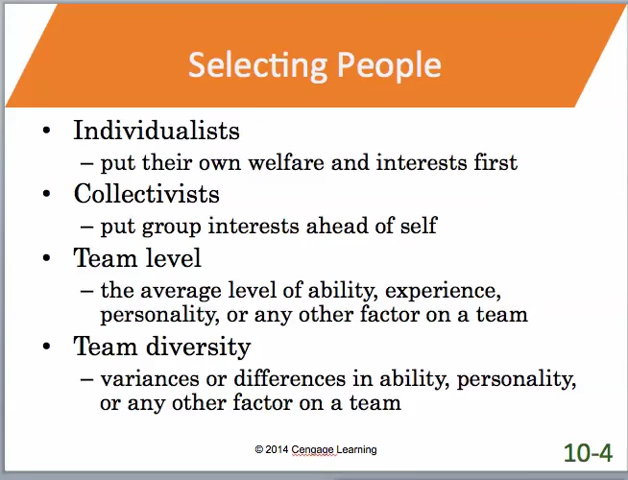 Selecting People
• Individualists
– put their own welfare and interests first
• Collectivists
– put group interests ahead of self
• Team level
– the average level of ability, experience,
personality, or any other factor on a team
• Team diversity
– variances or differences in ability, personality,
or any other factor on a team
© 2014 Cengage Learning
10-4